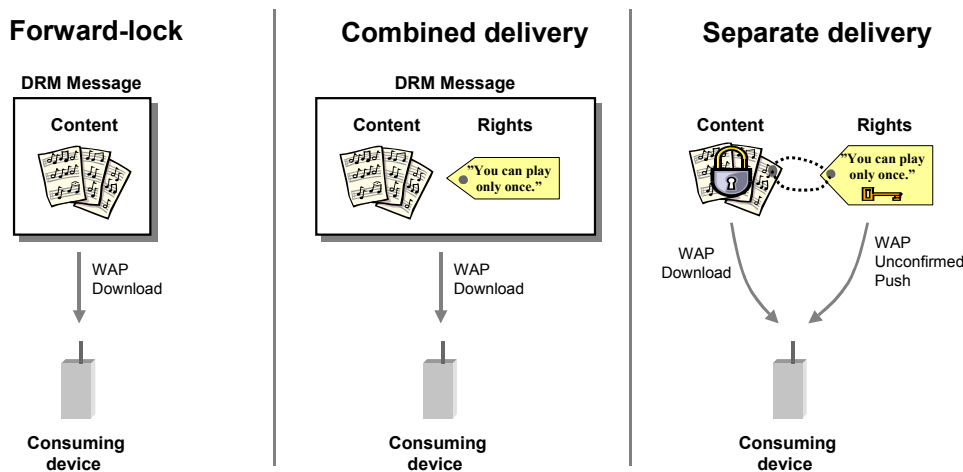 Forward-lock
DRM Message
Content
WAP
Download
Consuming
device
Combined delivery
DRM Message
Content
Rights
”You can play
only once.”
WAP
Download
Consuming
device
Separate delivery
Content
Rights
”You can play
only once.”
WAP
Download
WAP
Unconfirmed
Push
Consuming
device